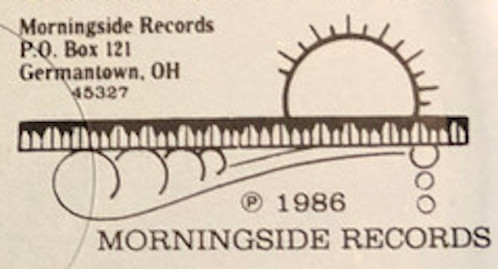 Morningside Records
P.O. Box 121
Germantown, OH
45327
℗ 1986
MORNINGSIDE RECORDS